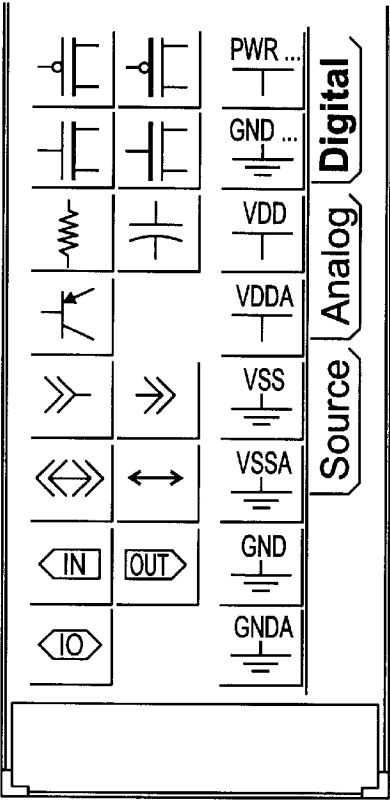 PWR ...
GND ...
VDD
VDDA
VSS
VSSA
IN
OUT
GND
IO
GNDA
Digital
Analog
Source